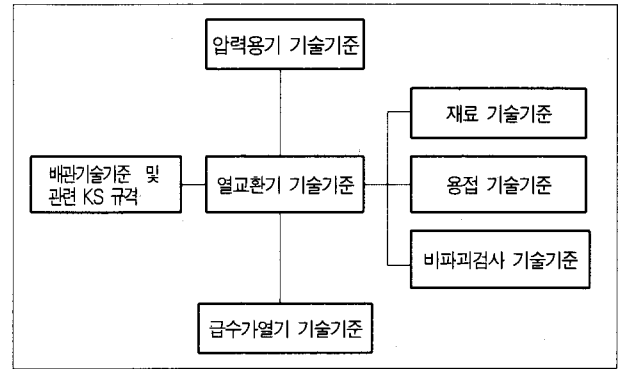 압력용기 기술기준
재료 기술기준
배관기술기준 및
관련 KS 규격
열교환기 기술기준
용접 기술기준
비파괴검사 기술기준
급수가열기 기술기준